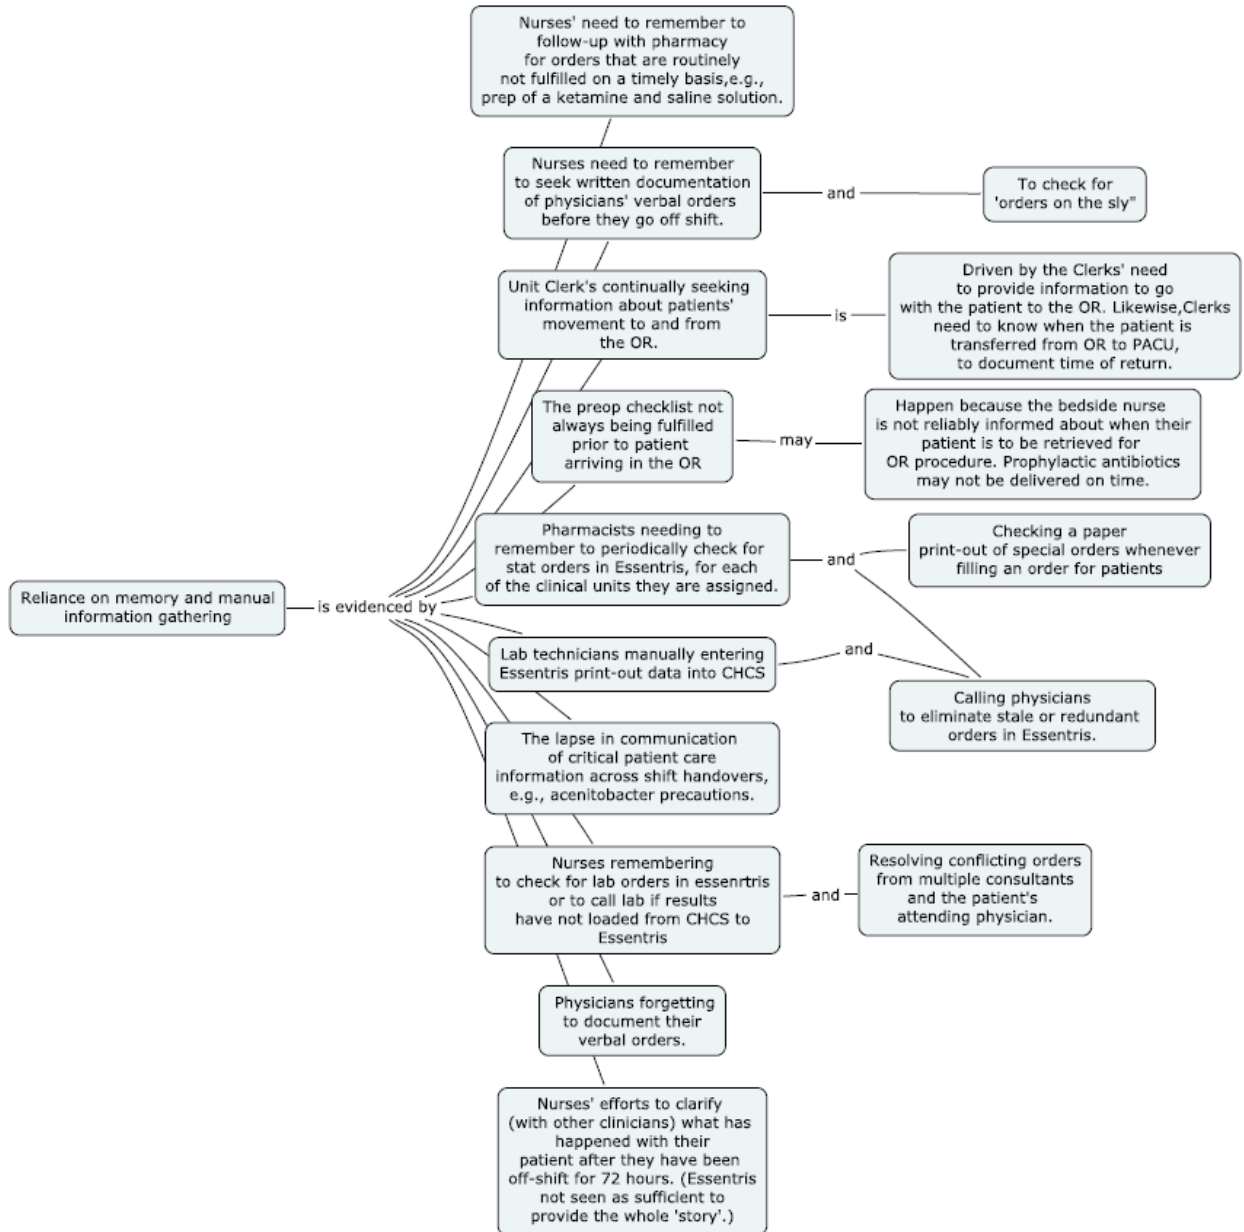 Nurses' need to remember to
follow-up with pharmacy
for orders that are routinely
not fulfilled on a timely basis,e.g.,
prep of a ketamine and saline solution.
Nurses need to remember
to seek written documentation
of physicians' verbal orders
before they go off shift.
and
To check for
'orders on the sly"
Unit Clerk's continually seeking
information about patients'
movement to and from
the OR.
is
Driven by the Clerks' need
to provide information to go
with the patient to the OR. Likewise,Clerks
need to know when the patient is
transferred from OR to PACU,
to document time of return.
The preop checklist not
always being fulfilled
prior to patient
arriving in the OR
may
Happen because the bedside nurse
is not reliably informed about when their
patient is to be retrieved for
OR procedure. Prophylactic antibiotics
may not be delivered on time.
Pharmacists needing to
remember to periodically check for
stat orders in Essentris, for each
of the clinical units they are assigned.
and
Checking a paper
print-out of special orders whenever
filling an order for patients
Reliance on memory and manual
information gathering
is evidenced by
Lab technicians manually entering
Essentris print-out data into CHCS
and
Calling physicians
to eliminate stale or redundant
orders in Essentris.
The lapse in communication
of critical patient care
information across shift handovers,
e.g., acenitobacter precautions.
Nurses remembering
to check for lab orders in essenrtris
or to call lab if results
have not loaded from CHCS to
Essentris
and
Resolving conflicting orders
from multiple consultants
and the patient's
attending physician.
Physicians forgetting
to document their
verbal orders.
Nurses' efforts to clarify
(with other clinicians) what has
happened with their
patient after they have been
off-shift for 72 hours. (Essentris
not seen as sufficient to
provide the whole 'story'.)